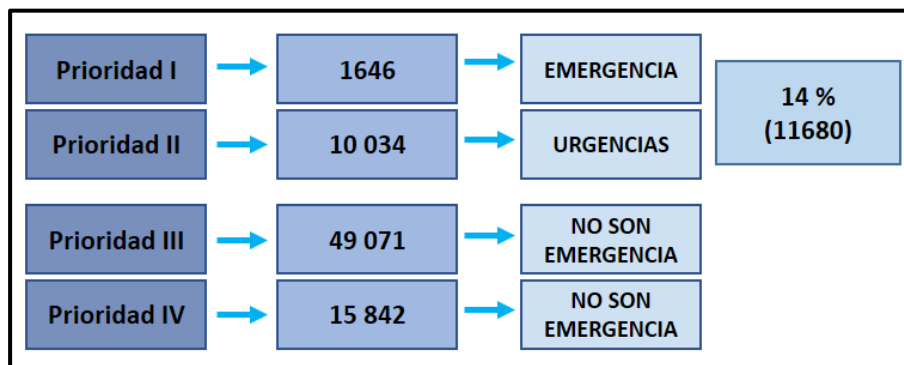 Prioridad I
1646
EMERGENCIA
Prioridad II
10 034
URGENCIAS
14 %
(11680)
Prioridad III
49 071
NO SON
EMERGENCIA
Prioridad IV
15 842
NO SON
EMERGENCIA